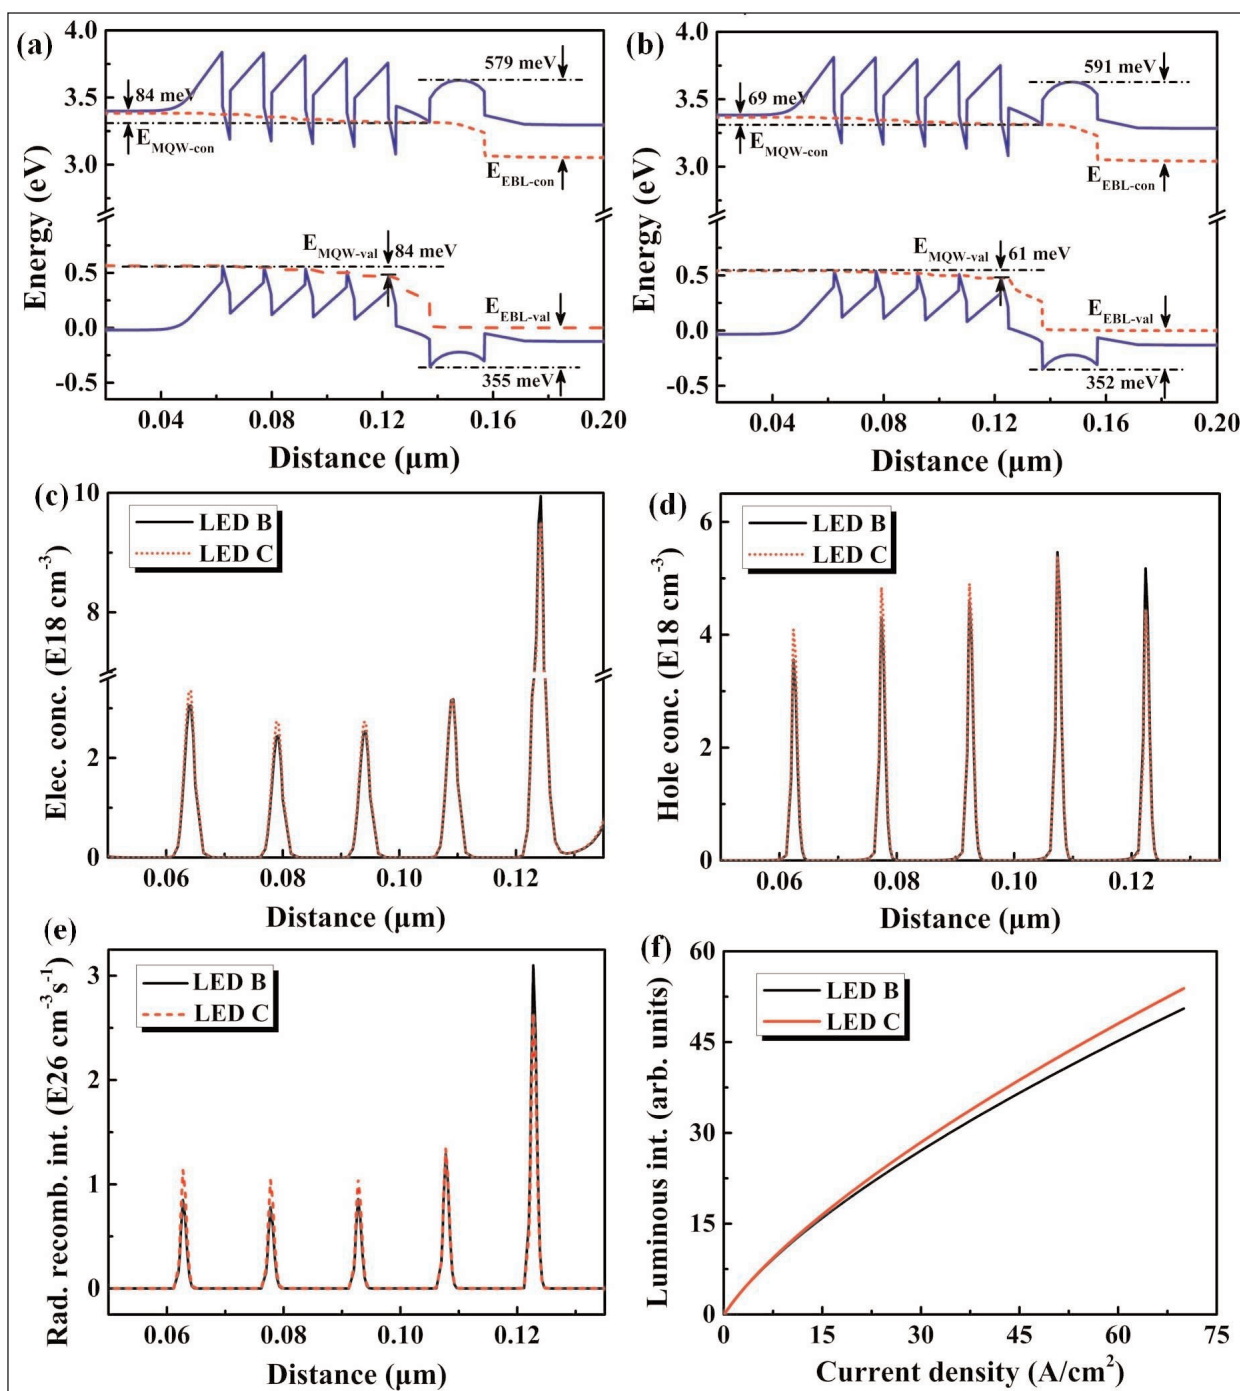 (a)
4.0
3.5
3.0
0.5
0.0
-0.5
Energy (eV)
84 meV
E_MQW-con
579 meV
E_EBL-con
E_MQW-val
84 meV
E_EBL-val
355 meV
0.04 0.08 0.12 0.16 0.20
Distance (μm)
(b)
4.0
3.5
3.0
0.5
0.0
-0.5
Energy (eV)
69 meV
E_MQW-con
591 meV
E_EBL-con
E_MQW-val
61 meV
E_EBL-val
352 meV
0.04 0.08 0.12 0.16 0.20
Distance (μm)
(c)
10
8
2
0
Elec. conc. (E18 cm⁻³)
LED B
LED C
0.06 0.08 0.10 0.12
Distance (μm)
(d)
6
4
2
0
Hole conc. (E18 cm⁻³)
LED B
LED C
0.06 0.08 0.10 0.12
Distance (μm)
(e)
3
2
1
0
Rad. recomb. int. (E26 cm⁻³s⁻¹)
LED B
LED C
0.06 0.08 0.10 0.12
Distance (μm)
(f)
60
45
30
15
0
Luminous int. (arb. units)
LED B
LED C
0 15 30 45 60 75
Current density (A/cm²)